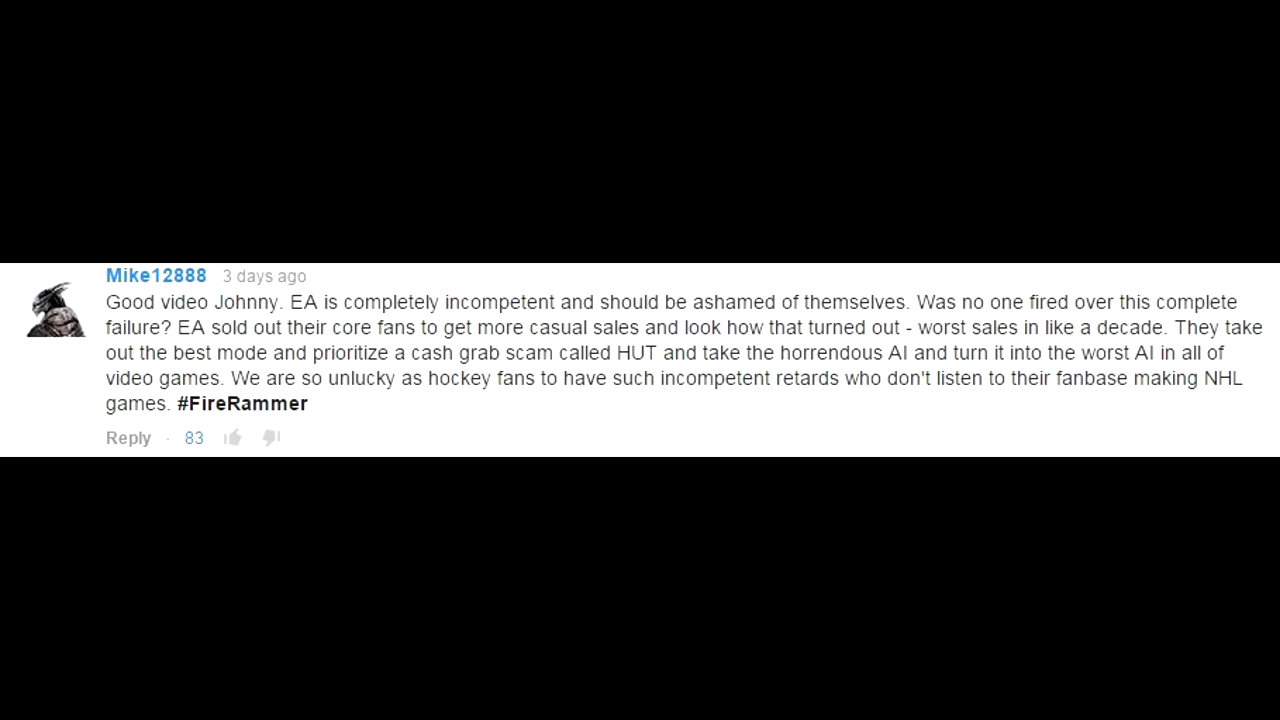 Mike12888 3 days ago
Good video Johnny. EA is completely incompetent and should be ashamed of themselves. Was no one fired over this complete
failure? EA sold out their core fans to get more casual sales and look how that turned out - worst sales in like a decade. They take
out the best mode and prioritize a cash grab scam called HUT and take the horrendous AI and turn it into the worst AI in all of
video games. We are so unlucky as hockey fans to have such incompetent retards who don't listen to their fanbase making NHL
games. #FireRammer
Reply · 83